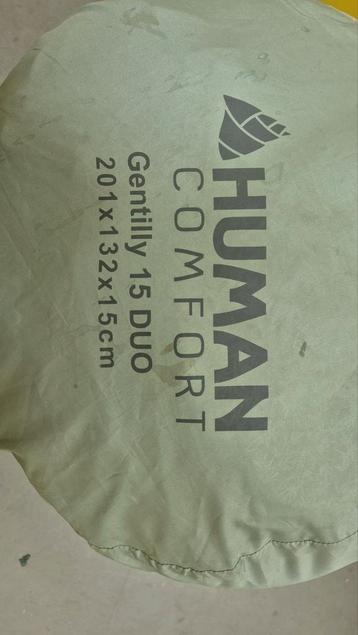 HUMAN
COMFORT
Gentilly 15 DUO
201x132x15cm